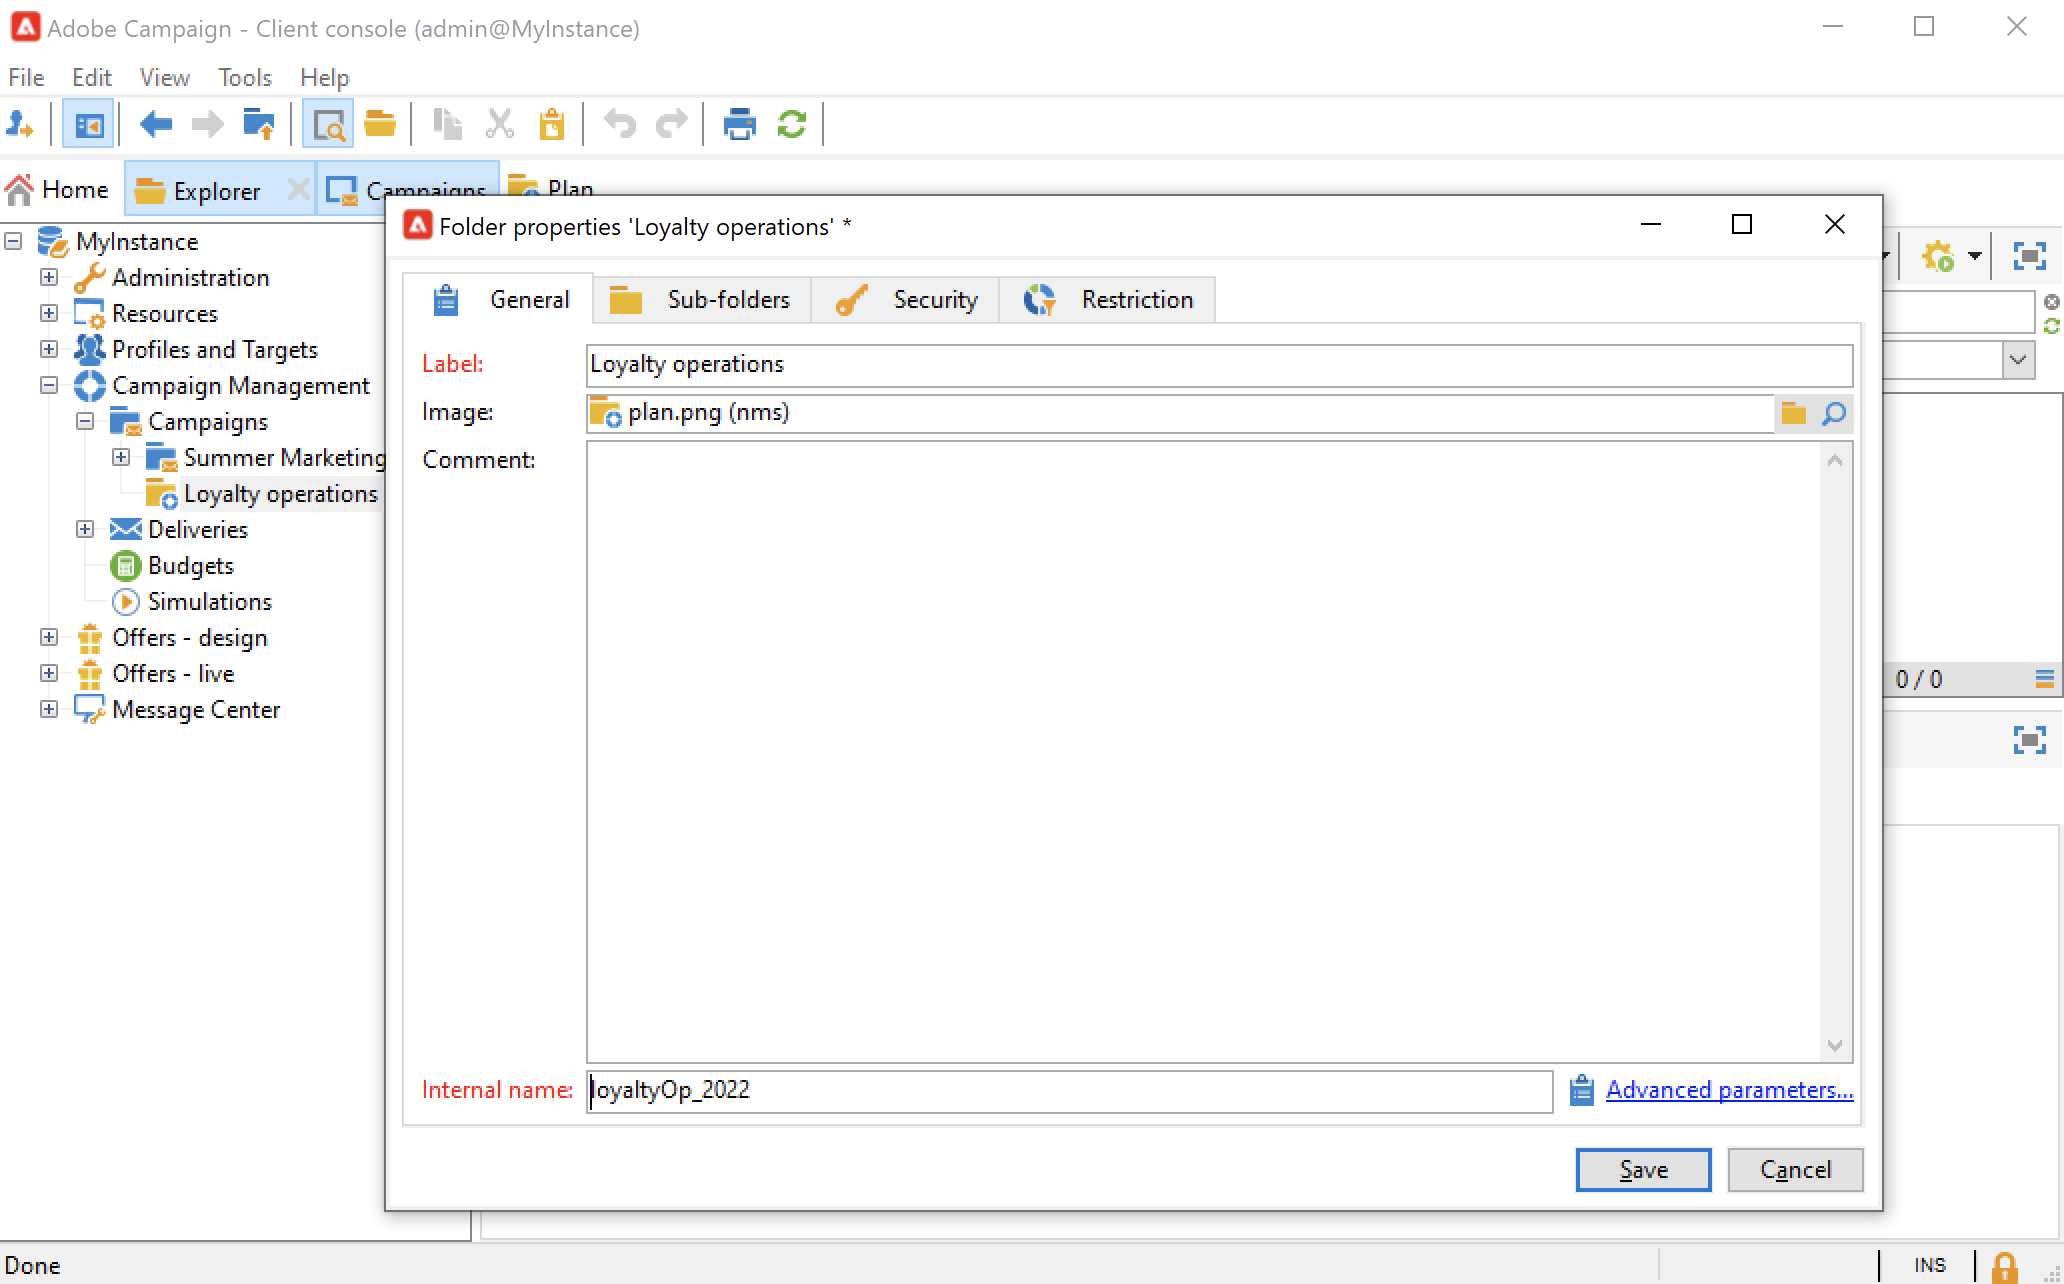 Adobe Campaign - Client console (admin@MyInstance)
File Edit View Tools Help
Home Explorer Campaigns Plan
MyInstance
Administration
Resources
Profiles and Targets
Campaign Management
Campaigns
Summer Marketing
Loyalty operations
Deliveries
Budgets
Simulations
Offers - design
Offers - live
Message Center
Folder properties 'Loyalty operations' *
General Sub-folders Security Restriction
Label: Loyalty operations
Image: plan.png (nms)
Comment:
Internal name: loyaltyOp_2022 Advanced parameters...
Save Cancel
0 / 0
Done INS